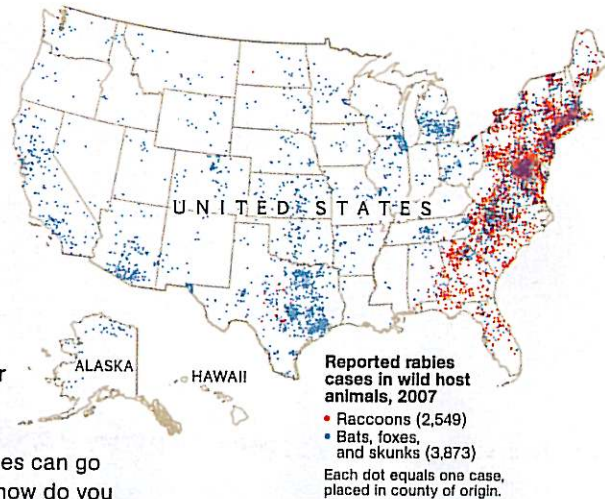 UNITED STATES
ALASKA
HAWAII
r
es can go
how do you
Reported rabies
cases in wild host
animals, 2007
• Raccoons (2,549)
• Bats, foxes,
and skunks (3,873)
Each dot equals one case,
placed in county of origin.